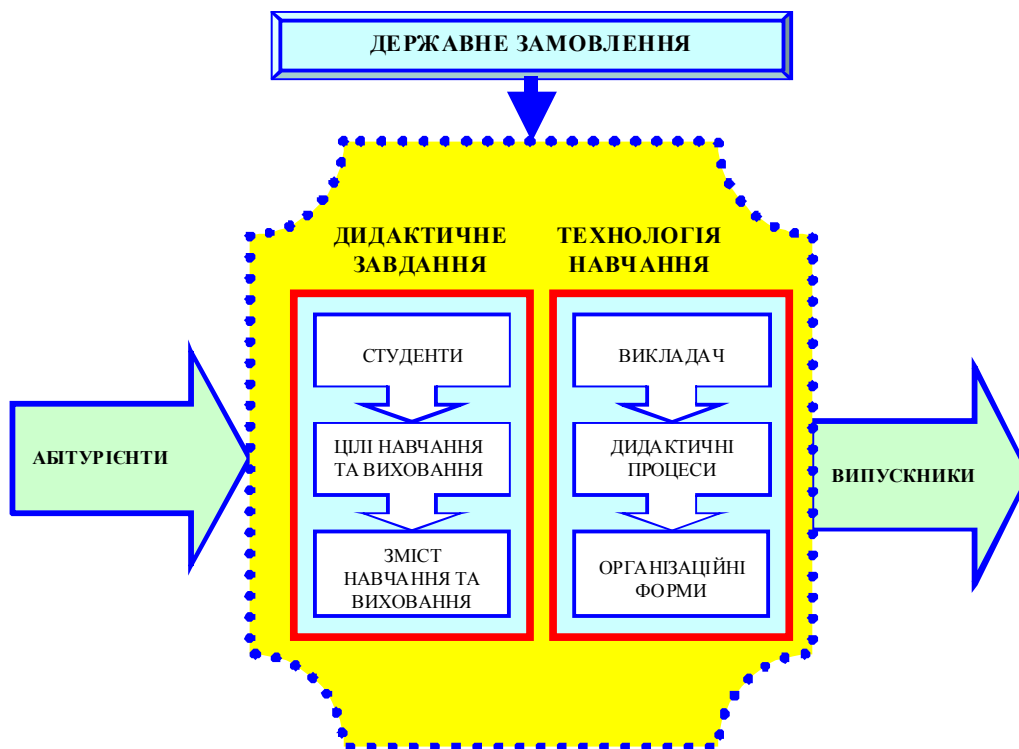 ДЕРЖАВНЕ ЗАМОВЛЕННЯ
ДИДАКТИЧНЕ
ЗАВДАННЯ
ТЕХНОЛОГІЯ
НАВЧАННЯ
СТУДЕНТИ
ЦІЛІ НАВЧАННЯ
ТА ВИХОВАННЯ
ЗМІСТ
НАВЧАННЯ ТА
ВИХОВАННЯ
ВИКЛАДАЧ
ДИДАКТИЧНІ
ПРОЦЕСИ
ОРГАНІЗАЦІЙНІ
ФОРМИ
АБІТУРІЄНТИ
ВИПУСКНИКИ